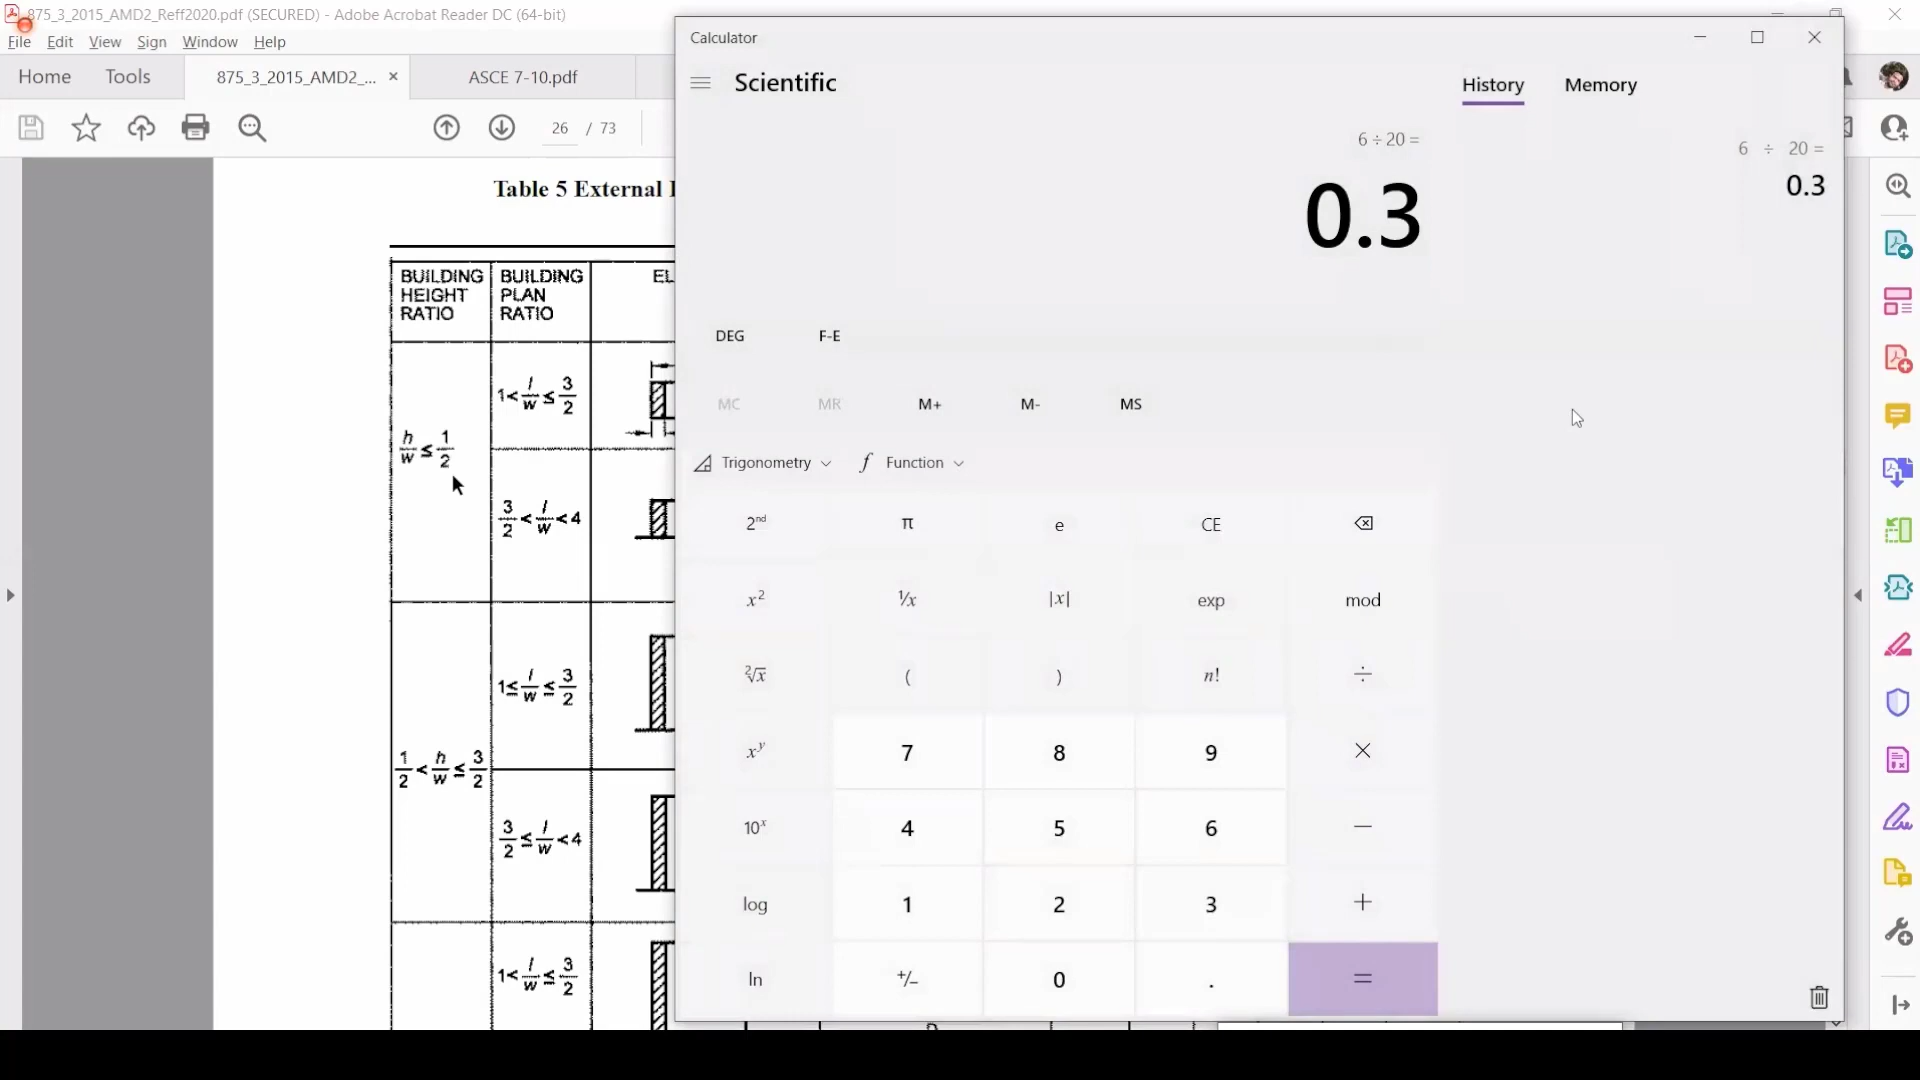 875_3_2015_AMD2_Reff2020.pdf (SECURED) - Adobe Acrobat Reader DC (64-bit)
File Edit View Sign Window Help
Home Tools 875_3_2015_AMD2_... × ASCE 7-10.pdf
26 / 73
Table 5 External
BUILDING HEIGHT RATIO
BUILDING PLAN RATIO
EL
h/w ≤ 1/2
1 < l/w ≤ 3/2
3/2 < l/w < 4
1/2 < h/w ≤ 3/2
1 ≤ l/w ≤ 3/2
3/2 ≤ l/w < 4
1 < l/w ≤ 3/2
Calculator
Scientific
History Memory
6 ÷ 20 =
0.3
6 ÷ 20 =
0.3
DEG F-E
MC MR M+ M- MS
Trigonometry f Function
2nd π e CE
x² ¹/x |x| exp mod
²√x ( ) n! ÷
xʸ 7 8 9 ×
10ˣ 4 5 6 −
log 1 2 3 +
ln +/− 0 . =